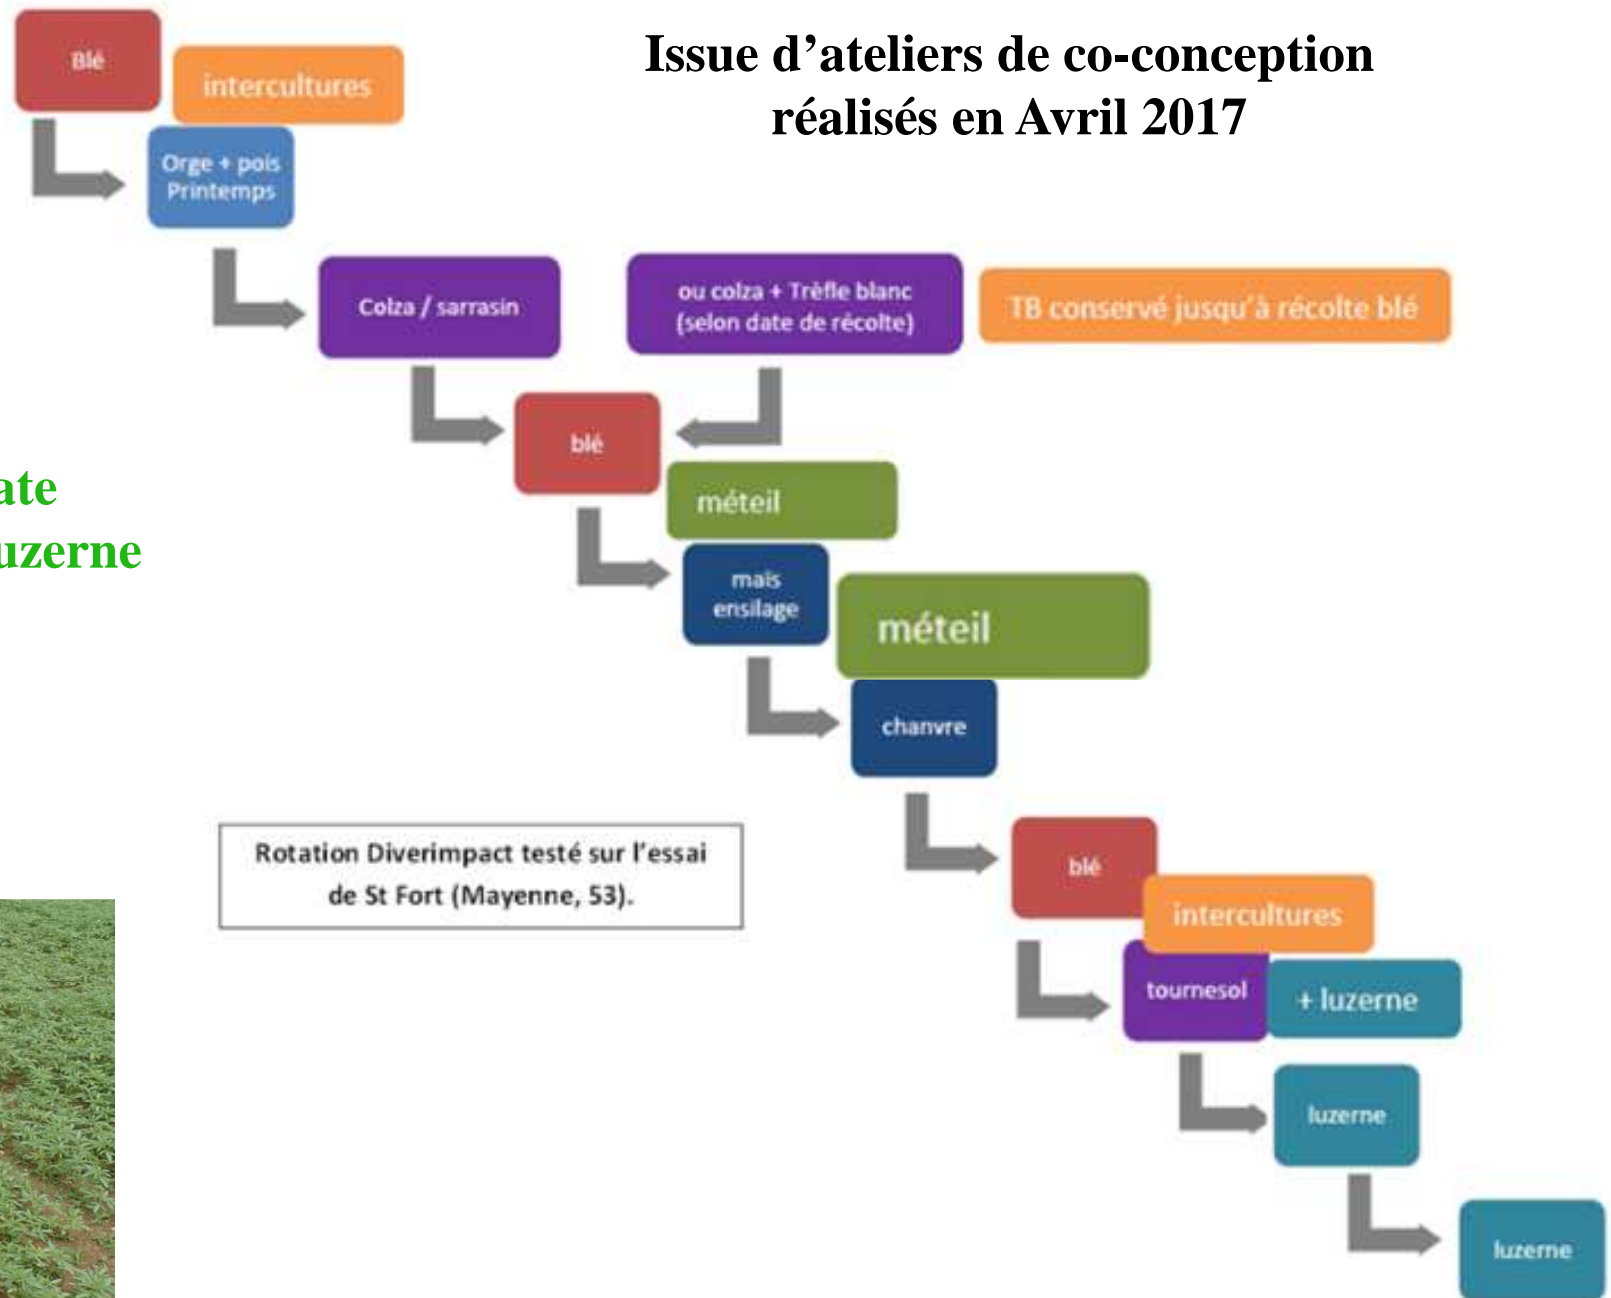 Issue d’ateliers de co-conception
réalisés en Avril 2017
Blé
intercultures
Orge + pois
Printemps
Colza / sarrasin
ou colza + Trèfle blanc
(selon date de récolte)
TB conservé jusqu’à récolte blé
blé
méteil
mais
ensilage
méteil
chanvre
blé
intercultures
tournesol
+ luzerne
luzerne
luzerne
ate
uzerne
Rotation Diverimpact testé sur l’essai
de St Fort (Mayenne, 53).